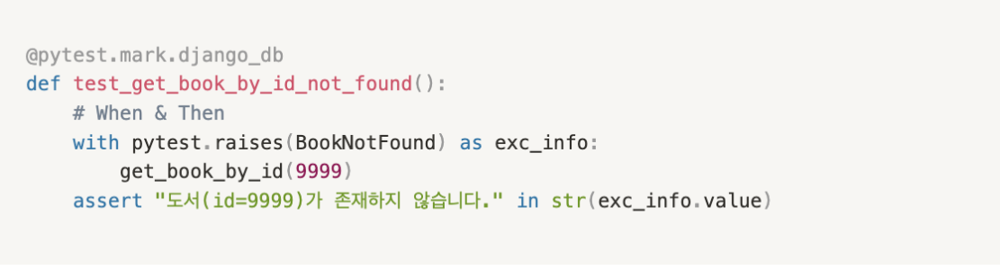 @pytest.mark.django_db
def test_get_book_by_id_not_found():
    # When & Then
    with pytest.raises(BookNotFound) as exc_info:
        get_book_by_id(9999)
    assert "도서(id=9999)가 존재하지 않습니다." in str(exc_info.value)